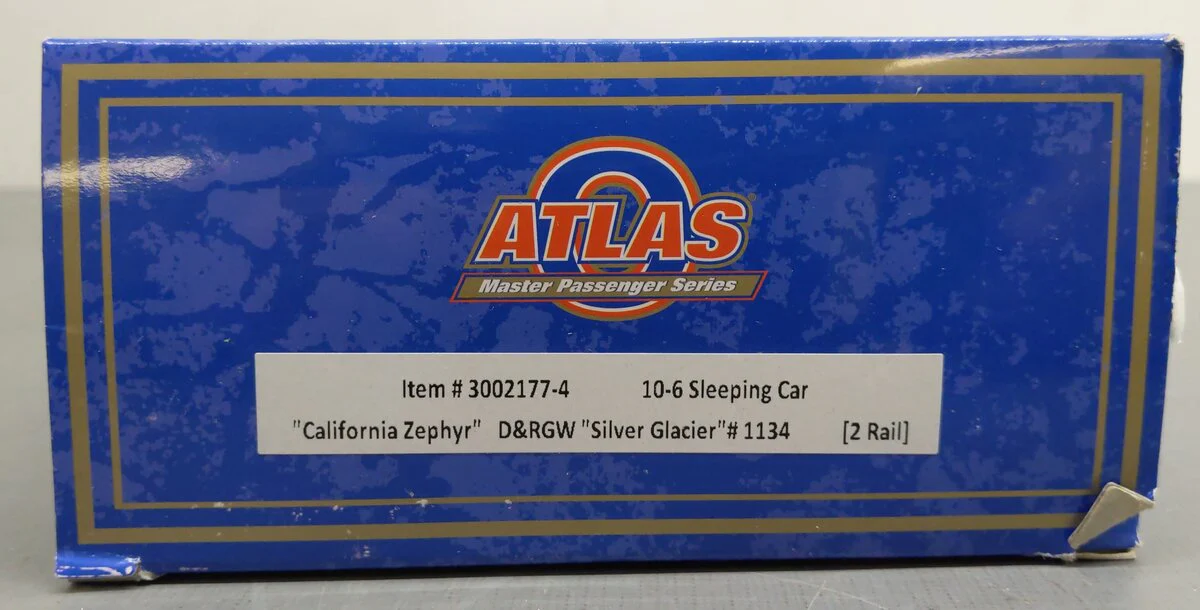 ATLAS
Master Passenger Series
Item # 3002177-4 10-6 Sleeping Car
"California Zephyr" D&RGW "Silver Glacier"# 1134 [2 Rail]